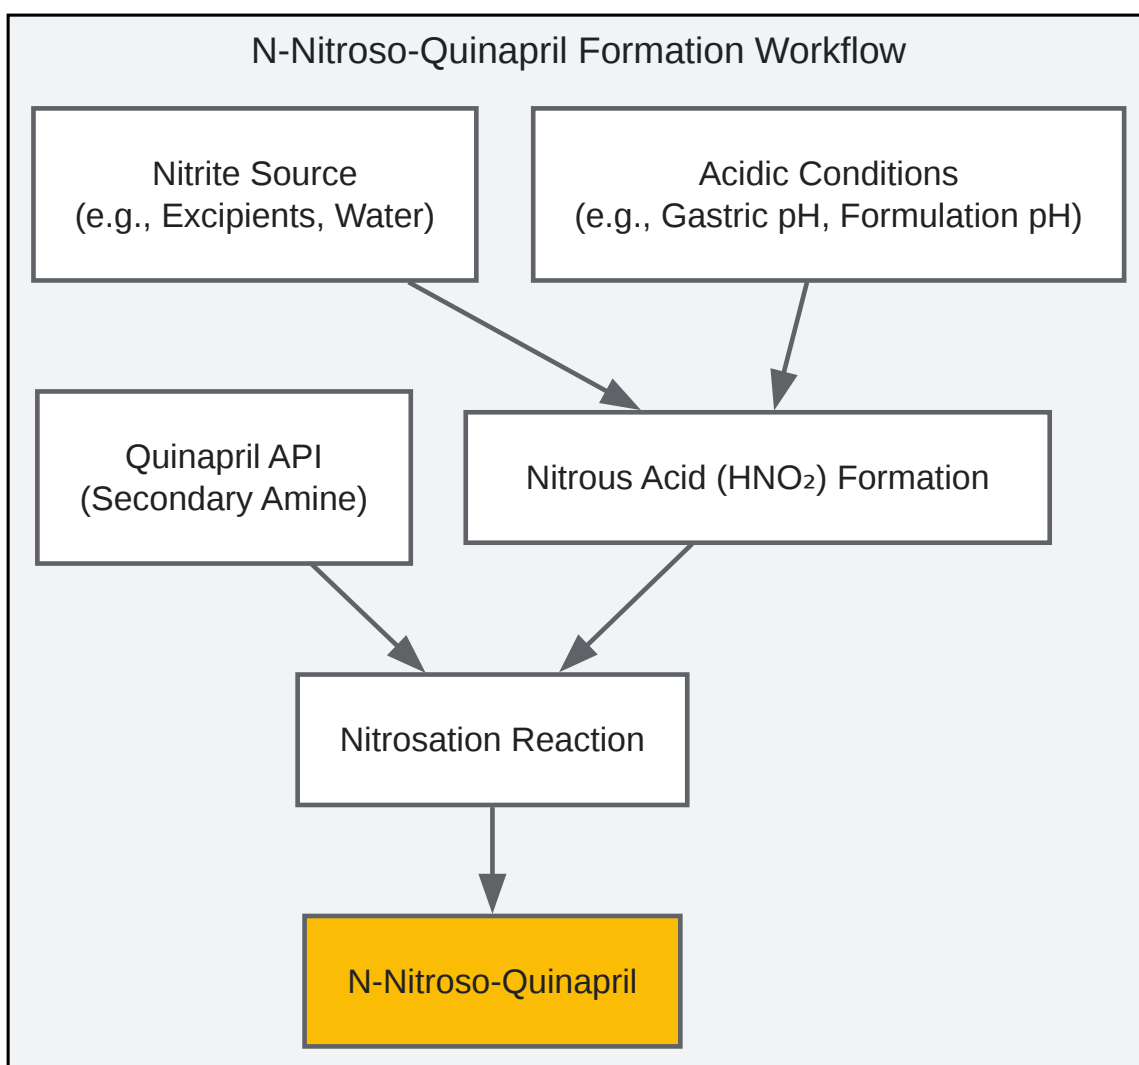 N-Nitroso-Quinapril Formation Workflow
Nitrite Source
(e.g., Excipients, Water)
Acidic Conditions
(e.g., Gastric pH, Formulation pH)
Quinapril API
(Secondary Amine)
Nitrous Acid (HNO₂) Formation
Nitrosation Reaction
N-Nitroso-Quinapril